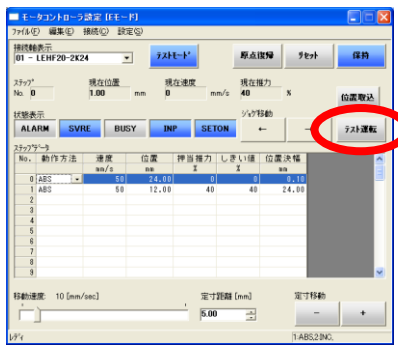 モータコントローラ設定 [Eモード]
ファイル(F) 編集(E) 接続(C) 設定(S)
接続軸表示
01 - LEHF20-2K24 テストモード 原点復帰 リセット 保持
ステップ 現在位置 現在速度 現在推力
No. 0 1.00 mm 0 mm/s 40 % 位置取込
状態表示 ジョグ移動
ALARM SVRE BUSY INP SETON ← → テスト運転
ステップデータ
No. 動作方法 速度 位置 押当推力 しきい値 位置決幅
mm/s mm % % mm
0 ABS 50 24.00 0 0 0.10
1 ABS 50 12.00 40 40 24.00
2
3
4
5
6
7
8
9
移動速度: 10 [mm/sec] 定寸距離 [mm] 定寸移動
5.00 - +
レディ 1:ABS,2:INC,